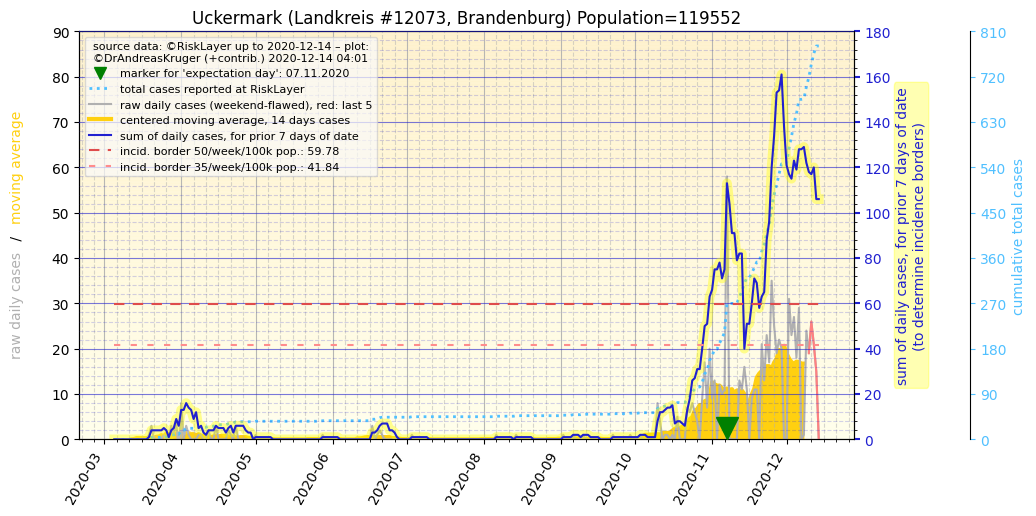 Uckermark (Landkreis #12073, Brandenburg) Population=119552
source data: ©RiskLayer up to 2020-12-14 – plot:
©DrAndreasKruger (+contrib.) 2020-12-14 04:01
marker for 'expectation day': 07.11.2020
total cases reported at RiskLayer
raw daily cases (weekend-flawed), red: last 5
centered moving average, 14 days cases
sum of daily cases, for prior 7 days of date
incid. border 50/week/100k pop.: 59.78
incid. border 35/week/100k pop.: 41.84
raw daily cases / moving average
90
80
70
60
50
40
30
20
10
0
180
160
140
120
100
80
60
40
20
0
sum of daily cases, for prior 7 days of date
(to determine incidence borders)
810
720
630
540
450
360
270
180
90
0
cumulative total cases
2020-03
2020-04
2020-05
2020-06
2020-07
2020-08
2020-09
2020-10
2020-11
2020-12